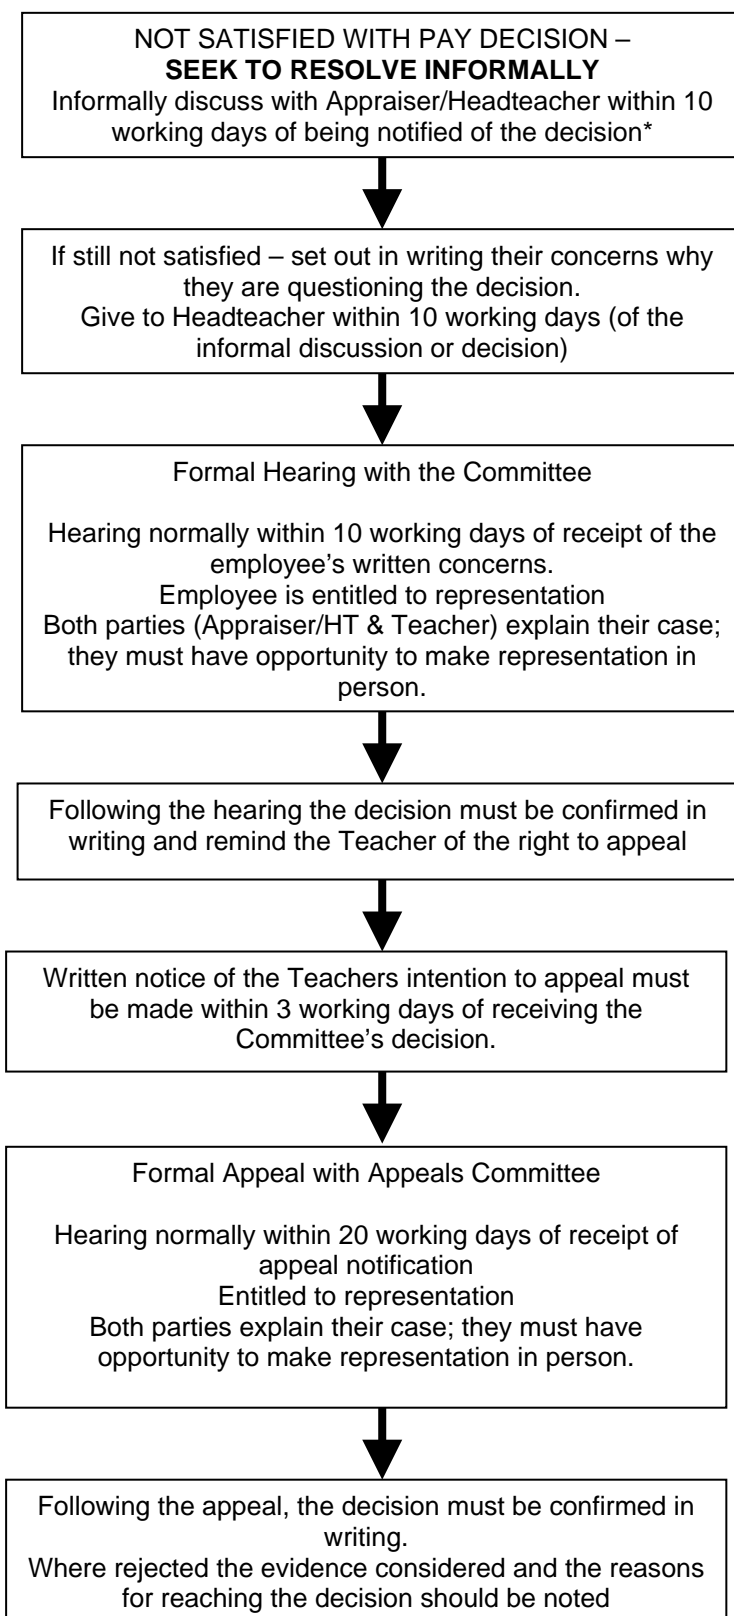 NOT SATISFIED WITH PAY DECISION –
SEEK TO RESOLVE INFORMALLY
Informally discuss with Appraiser/Headteacher within 10
working days of being notified of the decision*
If still not satisfied – set out in writing their concerns why
they are questioning the decision.
Give to Headteacher within 10 working days (of the
informal discussion or decision)
Formal Hearing with the Committee
Hearing normally within 10 working days of receipt of the
employee’s written concerns.
Employee is entitled to representation
Both parties (Appraiser/HT & Teacher) explain their case;
they must have opportunity to make representation in
person.
Following the hearing the decision must be confirmed in
writing and remind the Teacher of the right to appeal
Written notice of the Teachers intention to appeal must
be made within 3 working days of receiving the
Committee’s decision.
Formal Appeal with Appeals Committee
Hearing normally within 20 working days of receipt of
appeal notification
Entitled to representation
Both parties explain their case; they must have
opportunity to make representation in person.
Following the appeal, the decision must be confirmed in
writing.
Where rejected the evidence considered and the reasons
for reaching the decision should be noted